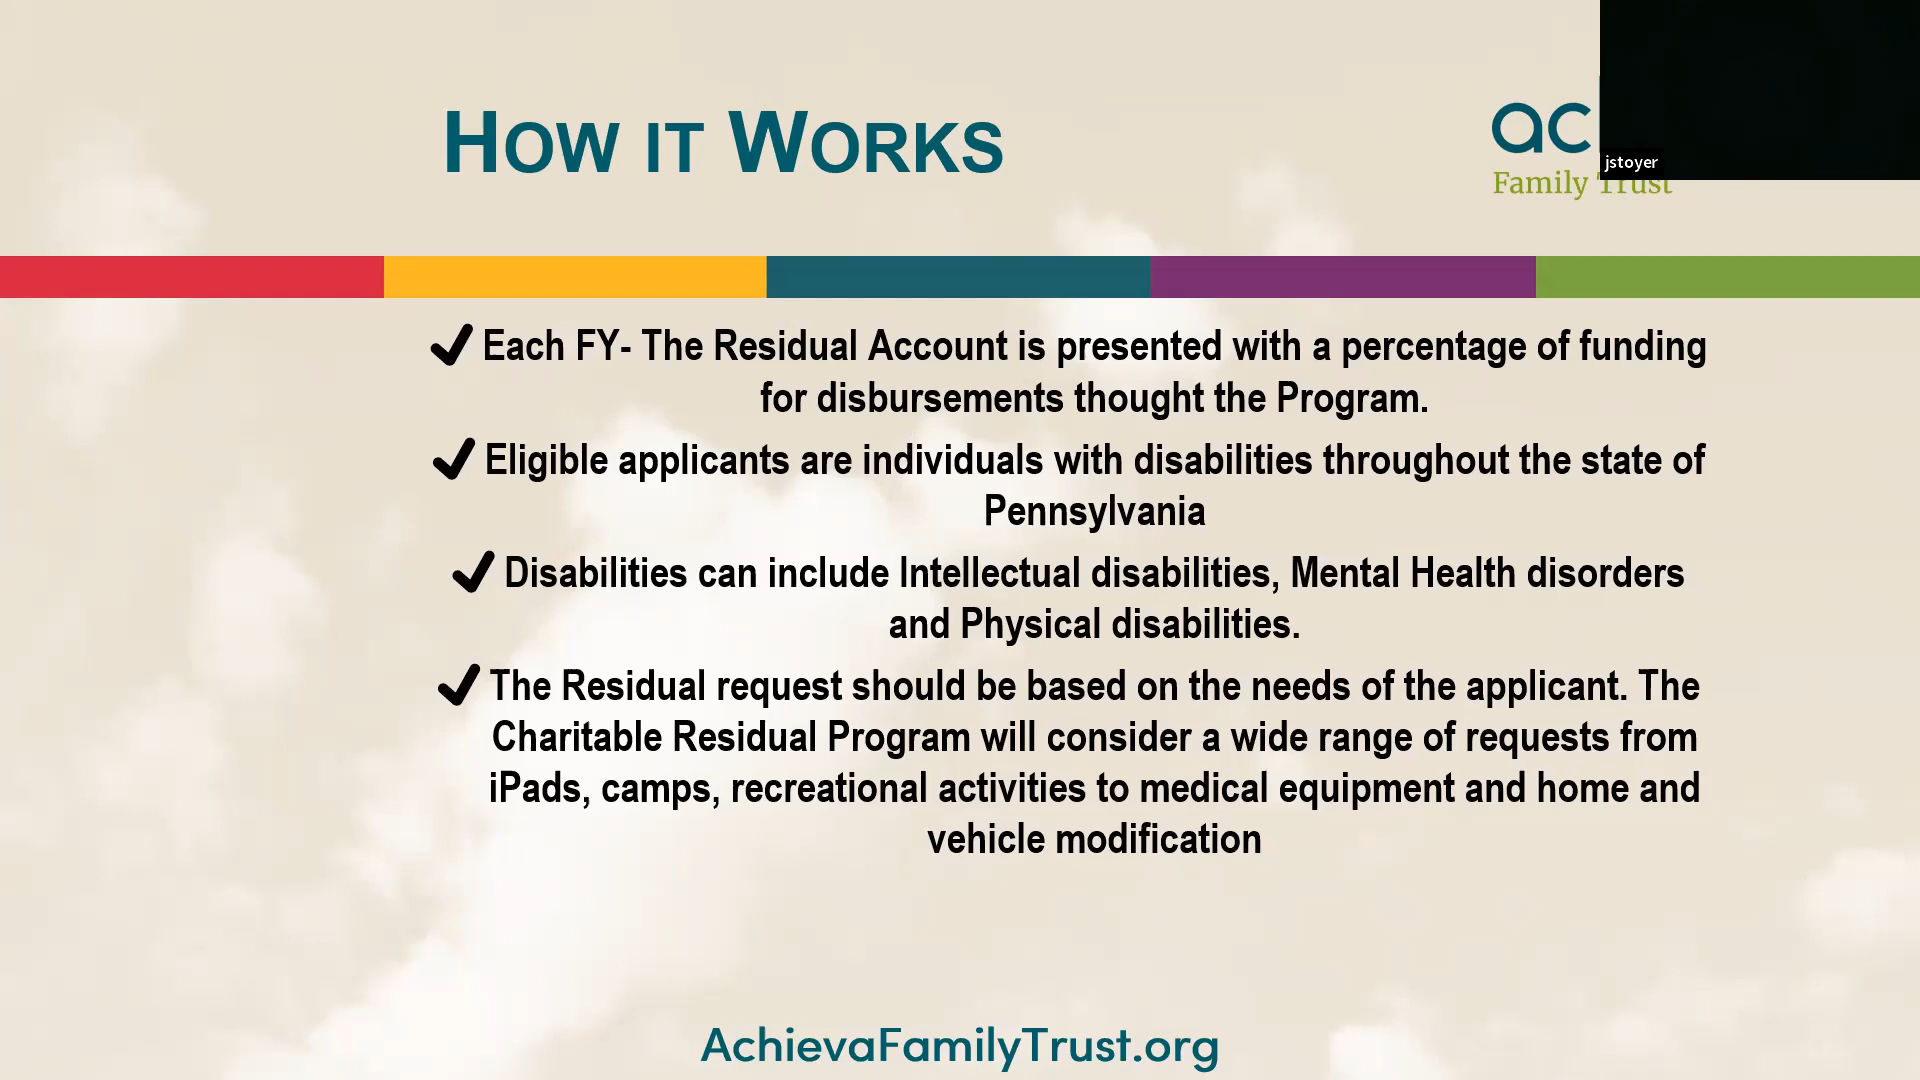 How it Works
ac
Family Trust
jstoyer
✔ Each FY- The Residual Account is presented with a percentage of funding
for disbursements thought the Program.
✔ Eligible applicants are individuals with disabilities throughout the state of
Pennsylvania
✔ Disabilities can include Intellectual disabilities, Mental Health disorders
and Physical disabilities.
✔ The Residual request should be based on the needs of the applicant. The
Charitable Residual Program will consider a wide range of requests from
iPads, camps, recreational activities to medical equipment and home and
vehicle modification
AchievaFamilyTrust.org